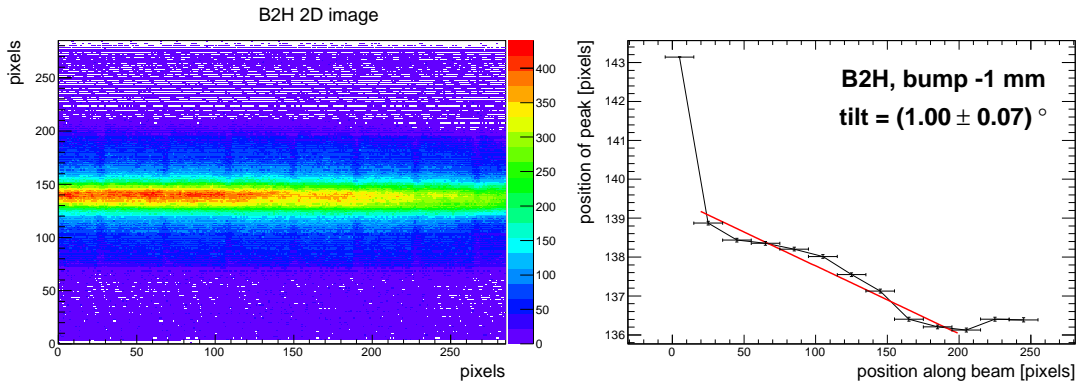 B2H 2D image
pixels
250
200
150
100
50
0
0 50 100 150 200 250
pixels
400
350
300
250
200
150
100
50
0
position of peak [pixels]
143
142
141
140
139
138
137
136
B2H, bump -1 mm
tilt = (1.00 ± 0.07) °
0 50 100 150 200 250
position along beam [pixels]